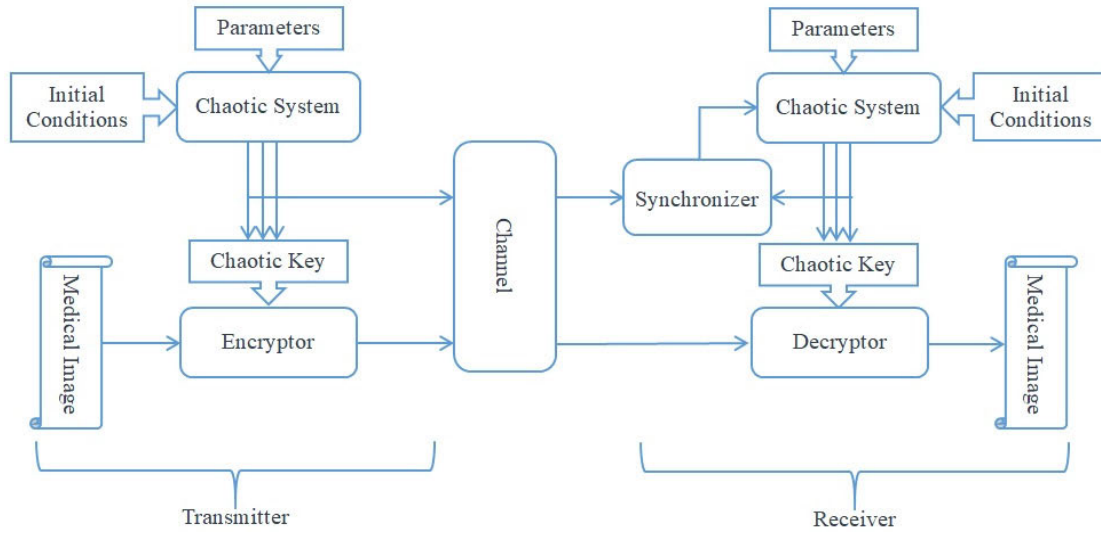 Parameters
Parameters
Initial
Conditions
Chaotic System
Chaotic System
Initial
Conditions
Synchronizer
Channel
Chaotic Key
Chaotic Key
Medical Image
Encryptor
Decryptor
Medical Image
Transmitter
Receiver